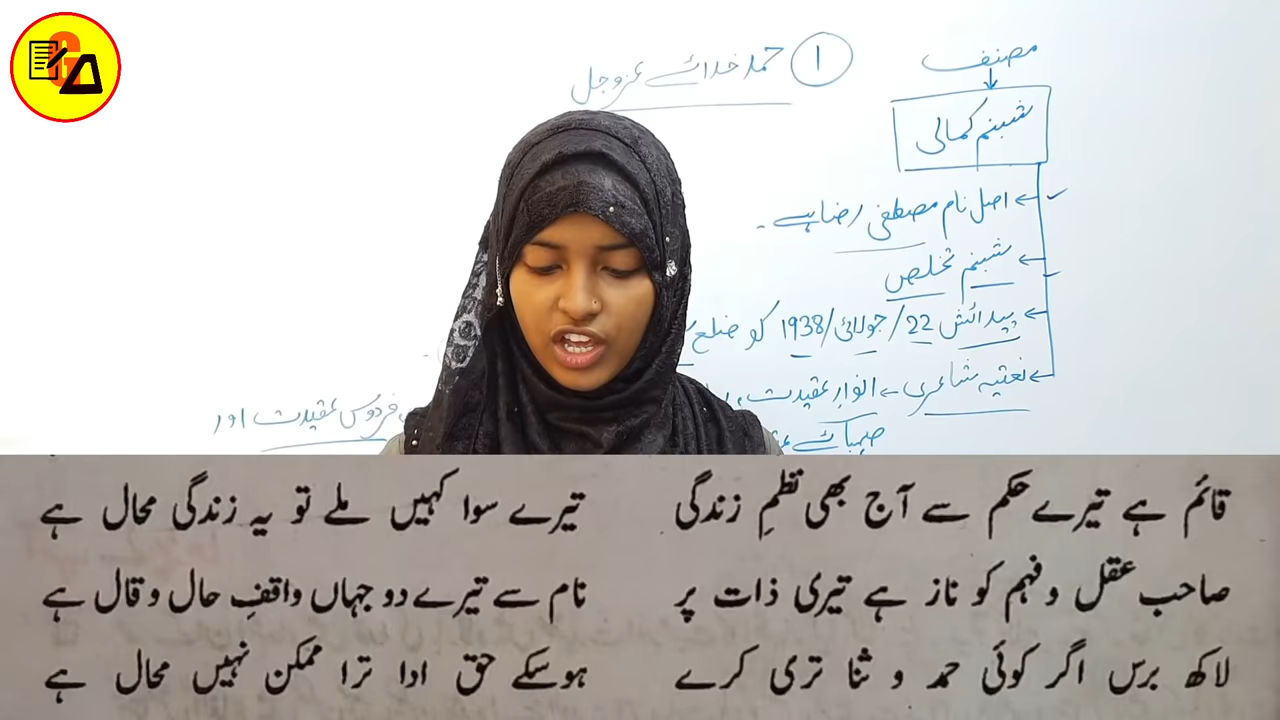 ۱ حمد خدائے عزوجل
مصنف
شبنم کمالی
اصل نام مصطفی رضا ہے ۔
شبنم تخلص
پیدائش 22/جولائی/1938 کو ضلع
نعتیہ شاعری - انوارِ عقیدت،
صہبائے
فردوس عقیدت اور
قائم ہے تیرے حکم سے آج بھی نظمِ زندگی تیرے سوا کہیں ملے تو یہ زندگی محال ہے
صاحب عقل و فہم کو ناز ہے تیری ذات پر نام سے تیرے دو جہاں واقفِ حال و قال ہے
لاکھ برس اگر کوئی حمد و ثنا تری کرے ہوسکے حق ادا ترا ممکن نہیں محال ہے